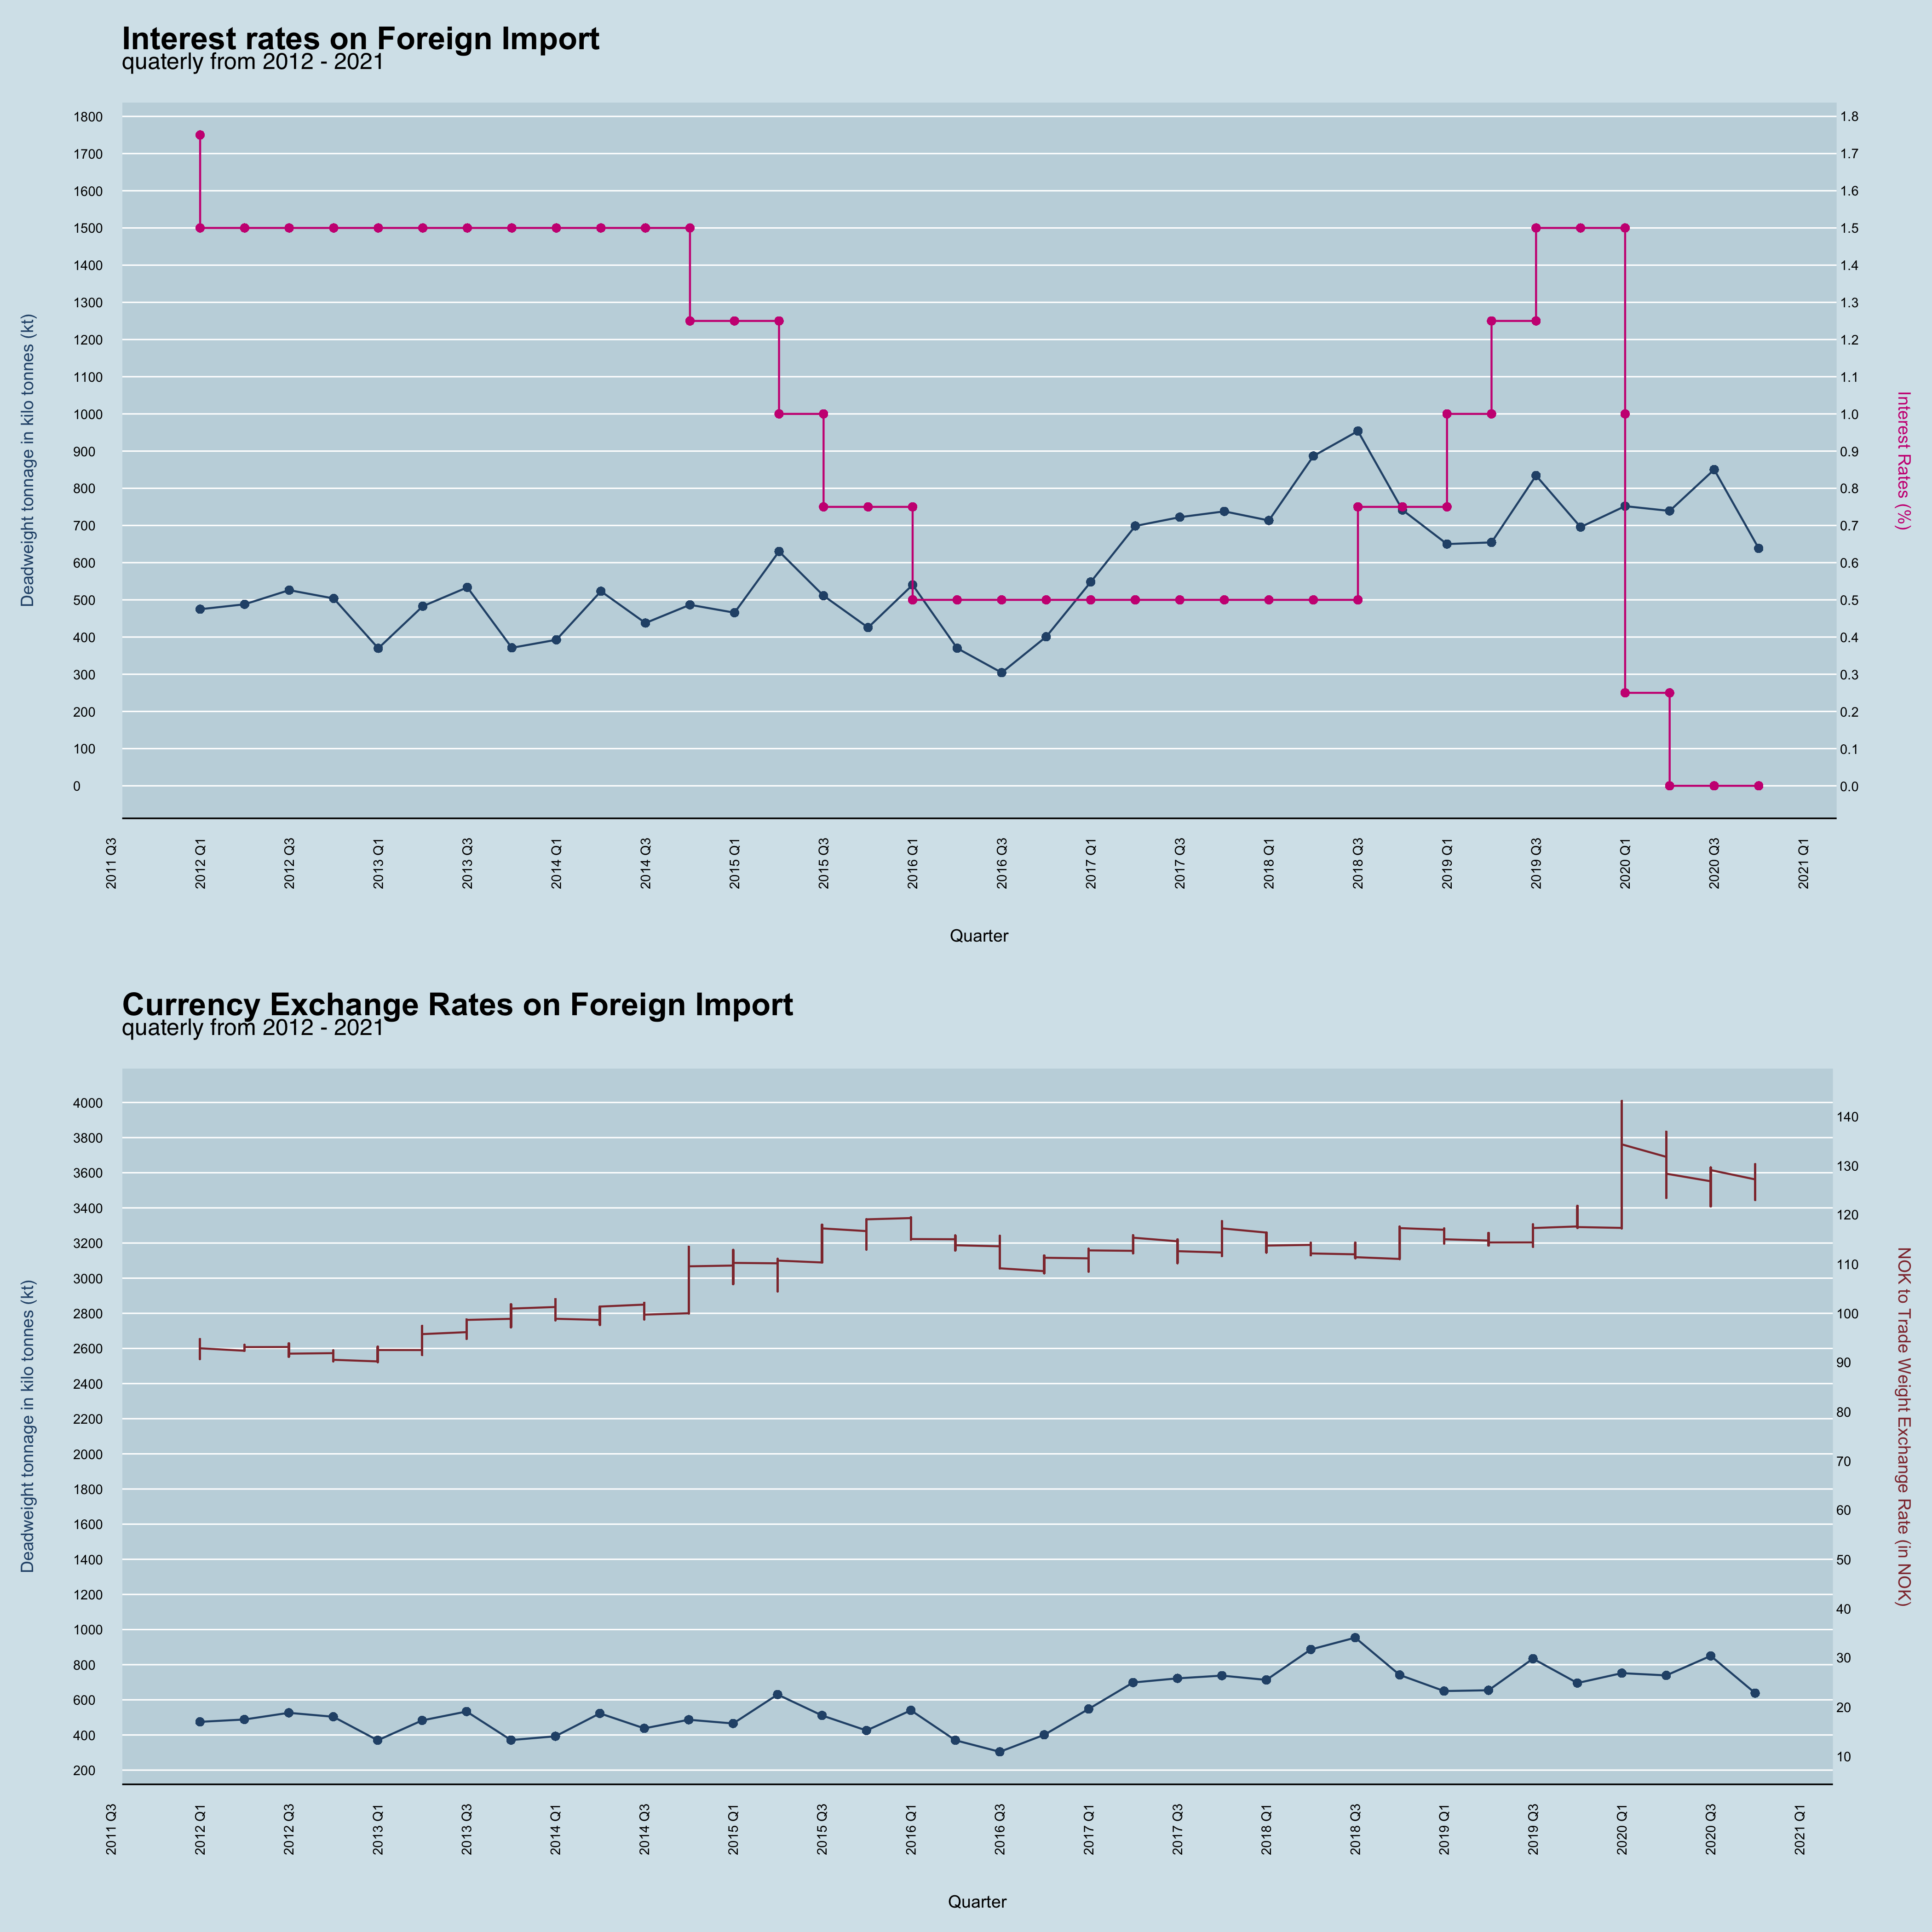 Interest rates on Foreign Import
quaterly from 2012 - 2021
Deadweight tonnage in kilo tonnes (kt)
1800
1700
1600
1500
1400
1300
1200
1100
1000
900
800
700
600
500
400
300
200
100
0
1.8
1.7
1.6
1.5
1.4
1.3
1.2
1.1
1.0
0.9
0.8
0.7
0.6
0.5
0.4
0.3
0.2
0.1
0.0
Interest Rates (%)
2011 Q3
2012 Q1
2012 Q3
2013 Q1
2013 Q3
2014 Q1
2014 Q3
2015 Q1
2015 Q3
2016 Q1
2016 Q3
2017 Q1
2017 Q3
2018 Q1
2018 Q3
2019 Q1
2019 Q3
2020 Q1
2020 Q3
2021 Q1
Quarter
Currency Exchange Rates on Foreign Import
quaterly from 2012 - 2021
Deadweight tonnage in kilo tonnes (kt)
4000
3800
3600
3400
3200
3000
2800
2600
2400
2200
2000
1800
1600
1400
1200
1000
800
600
400
200
140
130
120
110
100
90
80
70
60
50
40
30
20
10
NOK to Trade Weight Exchange Rate (in NOK)
2011 Q3
2012 Q1
2012 Q3
2013 Q1
2013 Q3
2014 Q1
2014 Q3
2015 Q1
2015 Q3
2016 Q1
2016 Q3
2017 Q1
2017 Q3
2018 Q1
2018 Q3
2019 Q1
2019 Q3
2020 Q1
2020 Q3
2021 Q1
Quarter